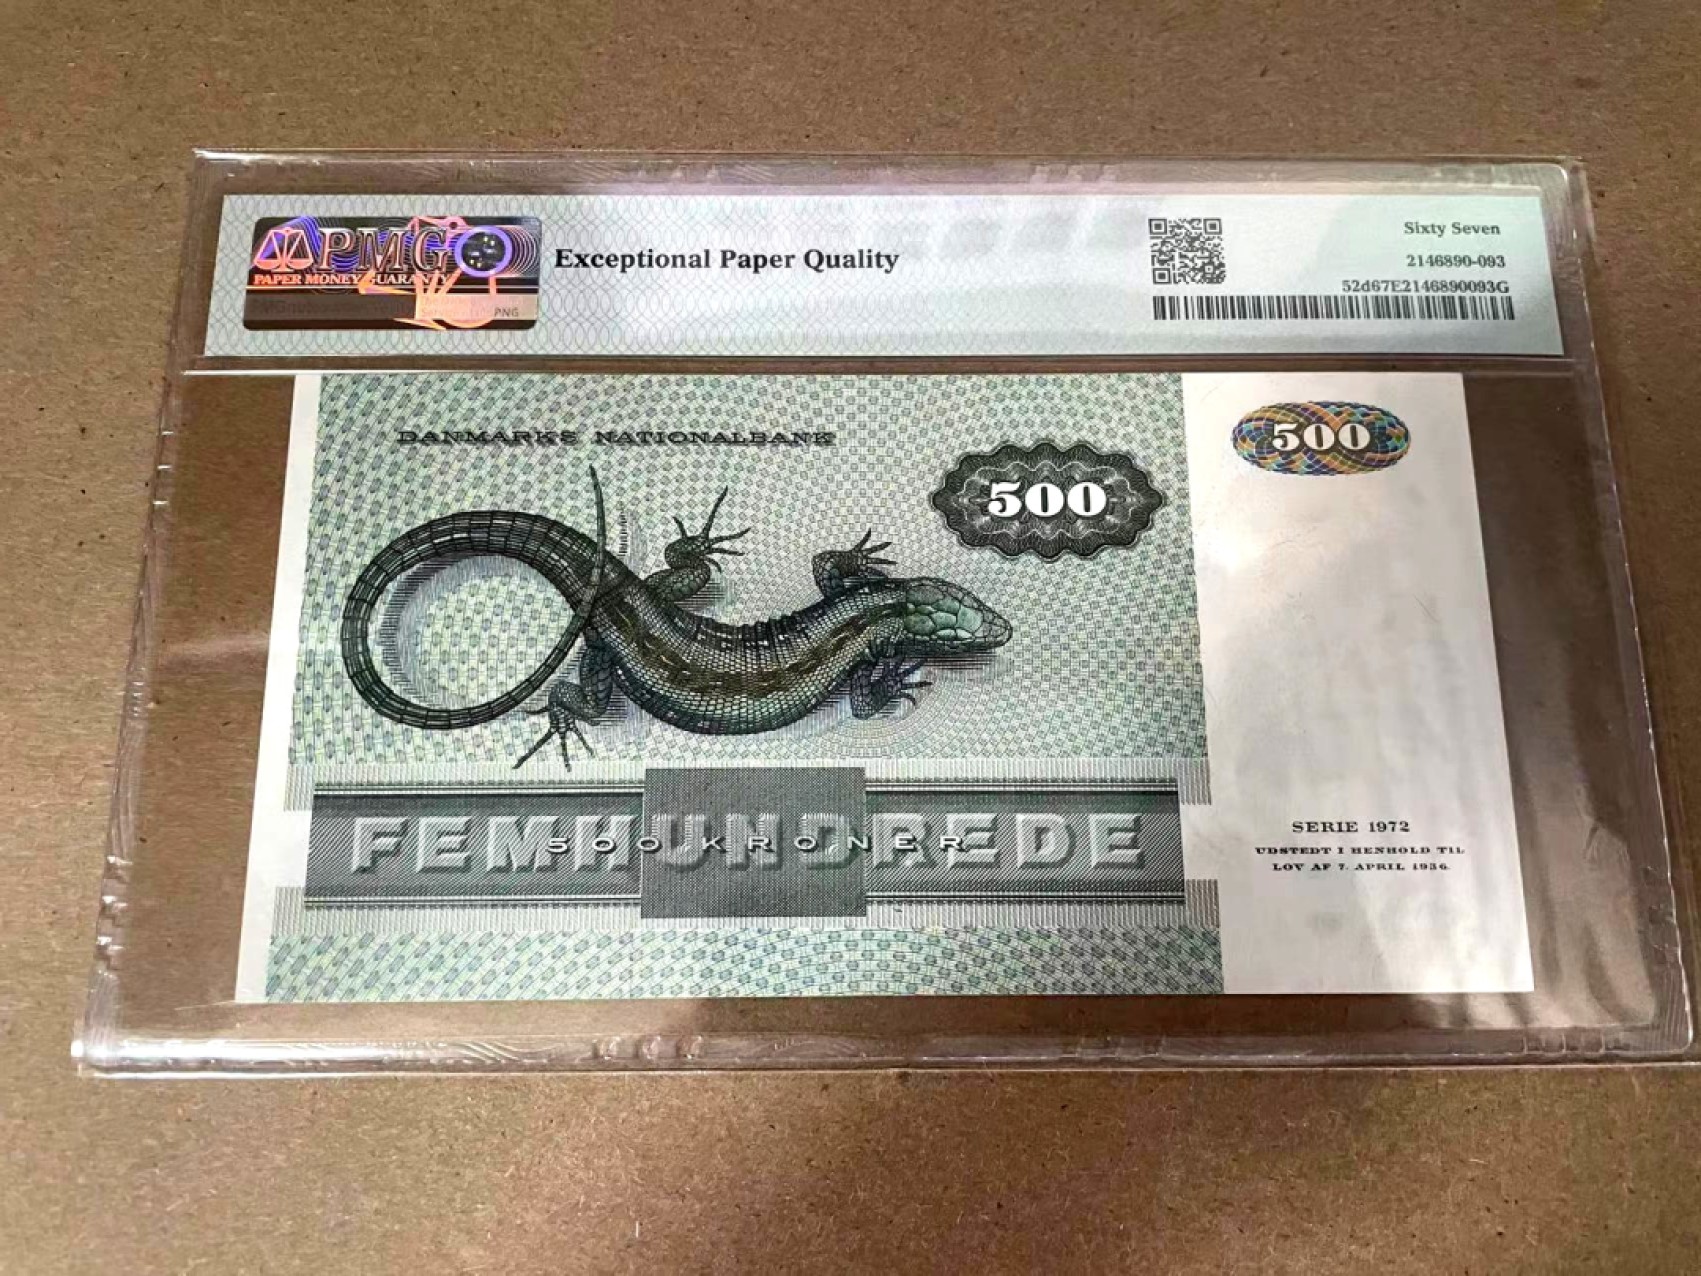 PMG
PAPER MONEY GUARANTY
PNG
Exceptional Paper Quality
Sixty Seven
2146890-093
52d67E2146890093G
DANMARKS NATIONALBANK
500
500
FEMHUNDREDE
500 KRONER
SERIE 1972
UDSTEDT I HENHOLD TIL
LOV AF 7. APRIL 1936.